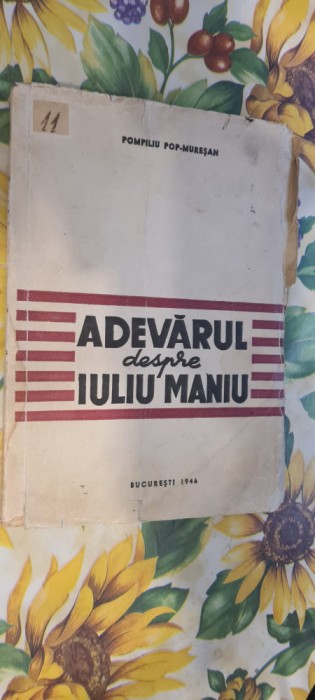 11
POMPILIU POP-MUREȘAN
ADEVĂRUL
despre
IULIU MANIU
BUCUREȘTI 1946